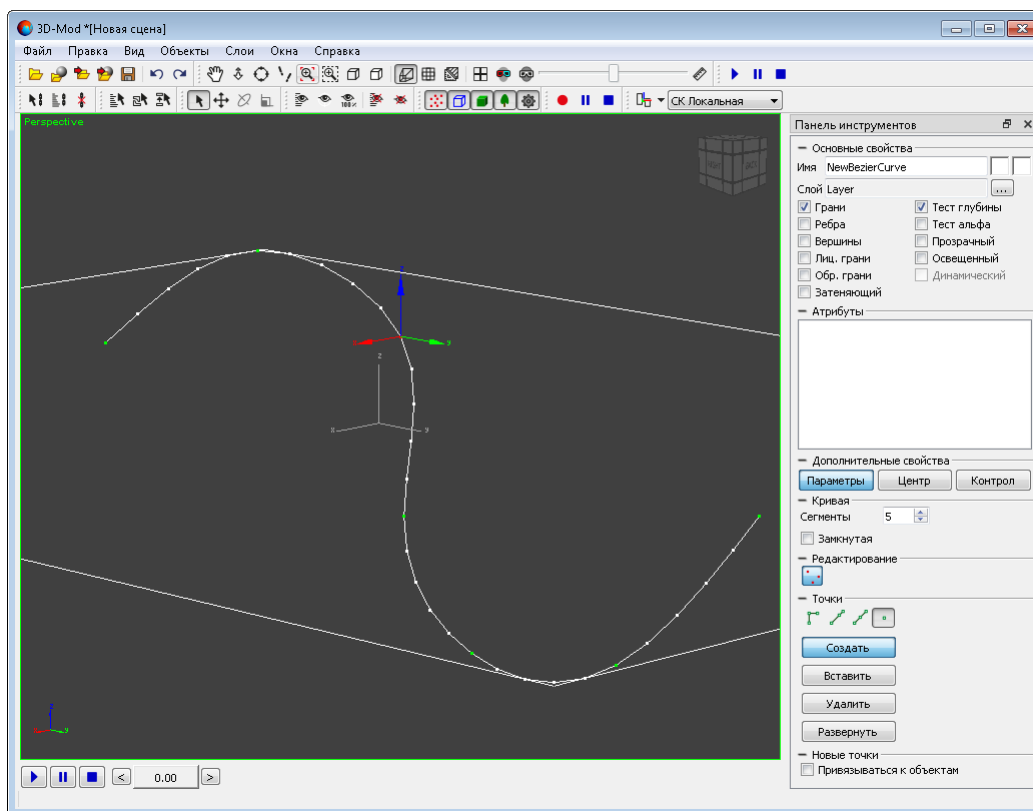 3D-Mod *[Новая сцена]
Файл Правка Вид Объекты Слои Окна Справка
100%
СК Локальная
Perspective
z
y
z
x
y
y
0.00
< >
Панель инструментов
Основные свойства
Имя NewBezierCurve
Слой Layer ...
Грани Тест глубины
Ребра Тест альфа
Вершины Прозрачный
Лиц. грани Освещенный
Обр. грани Динамический
Затеняющий
Атрибуты
Дополнительные свойства
Параметры Центр Контрол
Кривая
Сегменты 5
Замкнутая
Редактирование
Точки
Создать
Вставить
Удалить
Развернуть
Новые точки
Привязываться к объектам